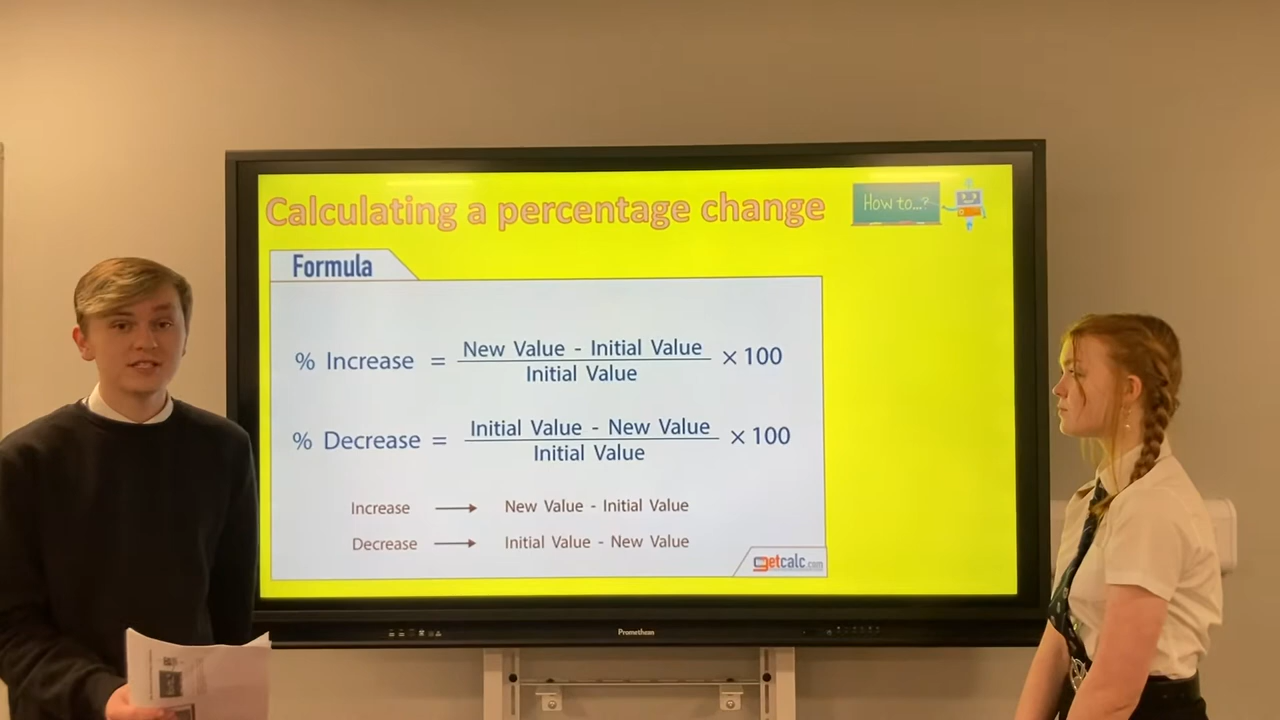 Calculating a percentage change
How to...?
Formula
% Increase = New Value - Initial Value / Initial Value × 100
% Decrease = Initial Value - New Value / Initial Value × 100
Increase → New Value - Initial Value
Decrease → Initial Value - New Value
getcalc.com
Promethean